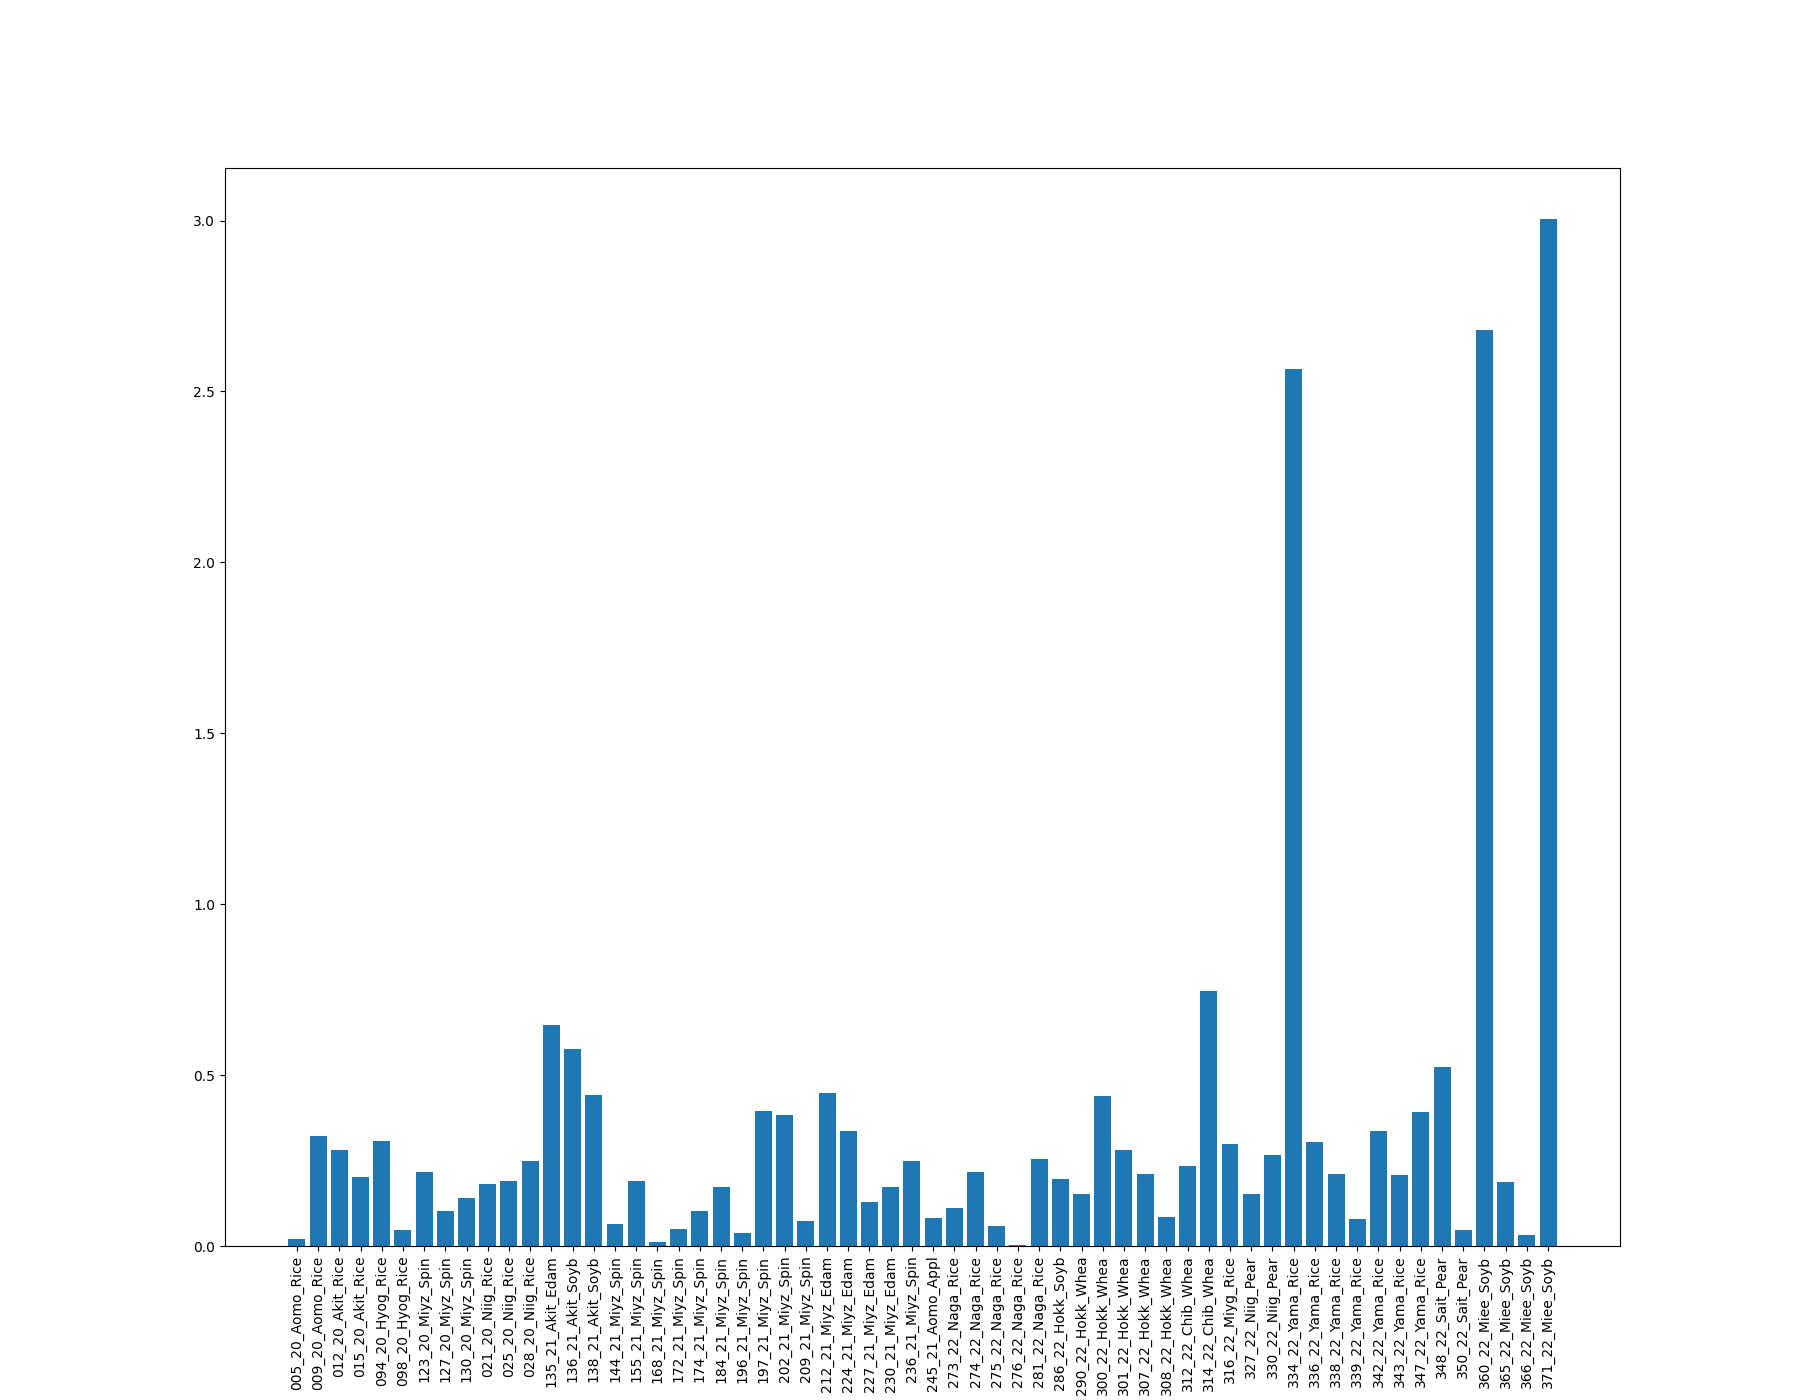 3.0
2.5
2.0
1.5
1.0
0.5
0.0
005_20_Aomo_Rice
009_20_Aomo_Rice
012_20_Akit_Rice
015_20_Akit_Rice
094_20_Hyog_Rice
098_20_Hyog_Rice
123_20_Miyz_Spin
127_20_Miyz_Spin
130_20_Miyz_Spin
021_20_Niig_Rice
025_20_Niig_Rice
028_20_Niig_Rice
135_21_Akit_Edam
136_21_Akit_Soyb
138_21_Akit_Soyb
144_21_Miyz_Spin
155_21_Miyz_Spin
168_21_Miyz_Spin
172_21_Miyz_Spin
174_21_Miyz_Spin
184_21_Miyz_Spin
196_21_Miyz_Spin
197_21_Miyz_Spin
202_21_Miyz_Spin
209_21_Miyz_Spin
212_21_Miyz_Edam
224_21_Miyz_Edam
227_21_Miyz_Edam
230_21_Miyz_Edam
236_21_Miyz_Spin
245_21_Aomo_Appl
273_22_Naga_Rice
274_22_Naga_Rice
275_22_Naga_Rice
276_22_Naga_Rice
281_22_Naga_Rice
286_22_Hokk_Soyb
290_22_Hokk_Whea
300_22_Hokk_Whea
301_22_Hokk_Whea
307_22_Hokk_Whea
308_22_Hokk_Whea
312_22_Chib_Whea
314_22_Chib_Whea
316_22_Miyg_Rice
327_22_Niig_Pear
330_22_Niig_Pear
334_22_Yama_Rice
336_22_Yama_Rice
338_22_Yama_Rice
339_22_Yama_Rice
342_22_Yama_Rice
343_22_Yama_Rice
347_22_Yama_Rice
348_22_Sait_Pear
350_22_Sait_Pear
360_22_Miee_Soyb
365_22_Miee_Soyb
366_22_Miee_Soyb
371_22_Miee_Soyb